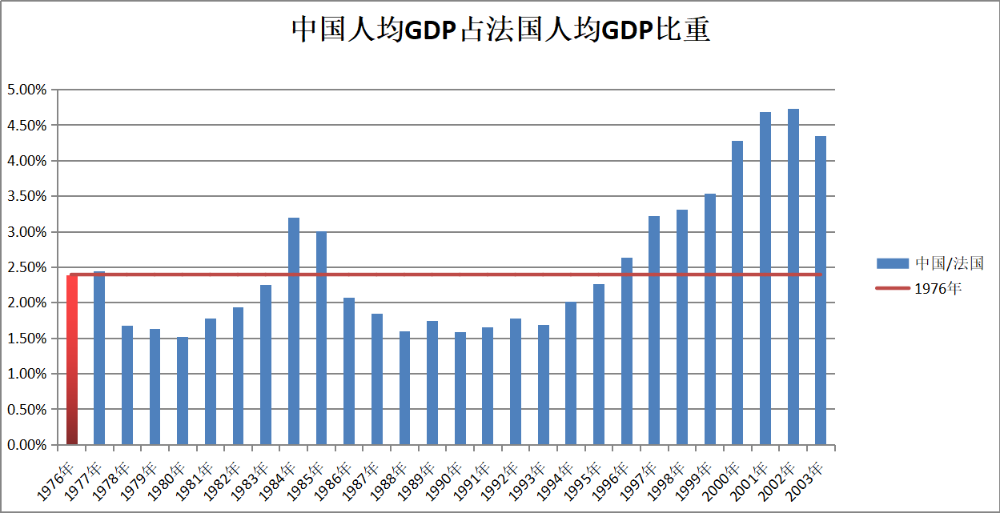 中国人均GDP占法国人均GDP比重
5.00%
4.50%
4.00%
3.50%
3.00%
2.50%
2.00%
1.50%
1.00%
0.50%
0.00%
1976年
1977年
1978年
1979年
1980年
1981年
1982年
1983年
1984年
1985年
1986年
1987年
1988年
1989年
1990年
1991年
1992年
1993年
1994年
1995年
1996年
1997年
1998年
1999年
2000年
2001年
2002年
2003年
中国/法国
1976年